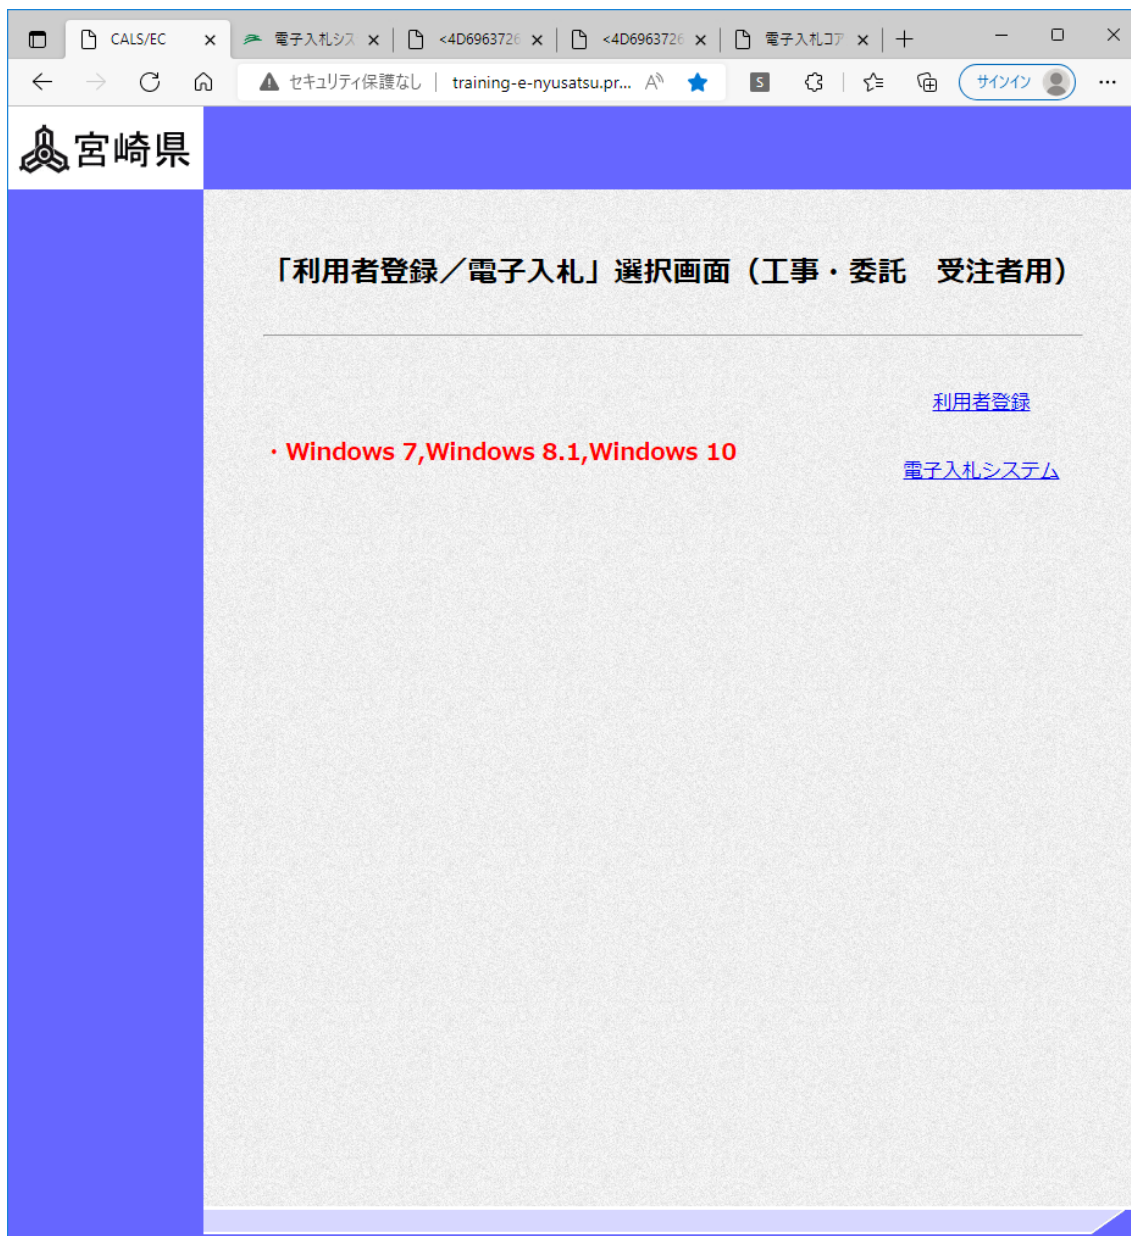 CALS/EC
電子入札シス
<4D6963726
<4D6963726
電子入札コア
セキュリティ保護なし
training-e-nyusatsu.pr...
サインイン
宮崎県
「利用者登録／電子入札」選択画面（工事・委託　受注者用）
利用者登録
・Windows 7,Windows 8.1,Windows 10
電子入札システム